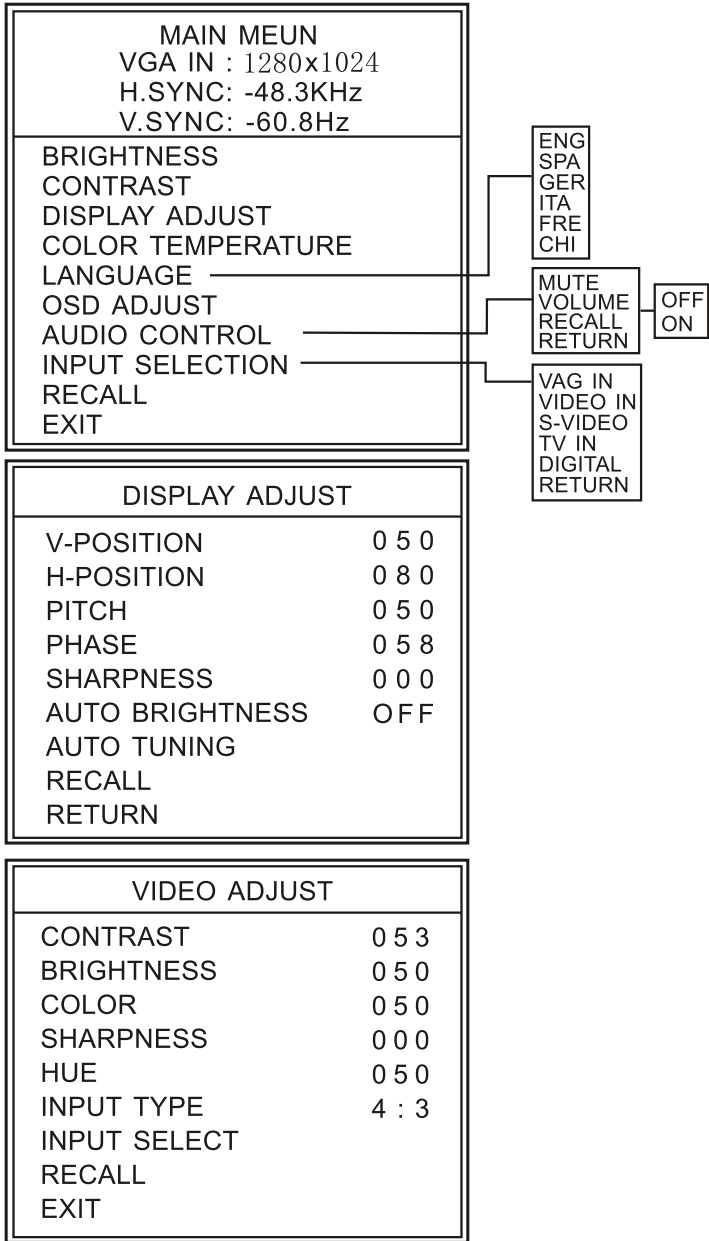 MAIN MEUN
VGA IN : 1280x1024
H.SYNC: -48.3KHz
V.SYNC: -60.8Hz
BRIGHTNESS
CONTRAST
DISPLAY ADJUST
COLOR TEMPERATURE
LANGUAGE
OSD ADJUST
AUDIO CONTROL
INPUT SELECTION
RECALL
EXIT
ENG
SPA
GER
ITA
FRE
CHI
MUTE
VOLUME
RECALL
RETURN
OFF
ON
VAG IN
VIDEO IN
S-VIDEO
TV IN
DIGITAL
RETURN
DISPLAY ADJUST
V-POSITION 050
H-POSITION 080
PITCH 050
PHASE 058
SHARPNESS 000
AUTO BRIGHTNESS OFF
AUTO TUNING
RECALL
RETURN
VIDEO ADJUST
CONTRAST 053
BRIGHTNESS 050
COLOR 050
SHARPNESS 000
HUE 050
INPUT TYPE 4 : 3
INPUT SELECT
RECALL
EXIT